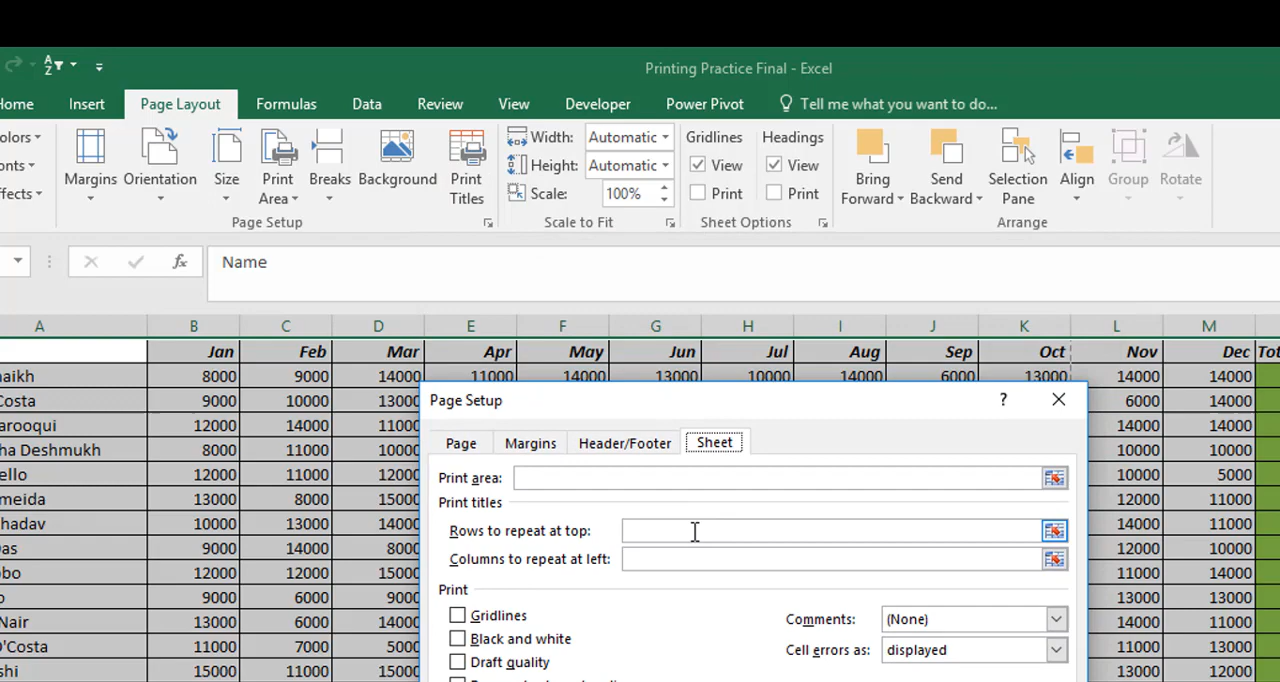 Printing Practice Final - Excel
Home Insert Page Layout Formulas Data Review View Developer Power Pivot Tell me what you want to do...
olors Margins Orientation Size Print Area Breaks Background Print Titles Width: Automatic Gridlines Headings Bring Forward Send Backward Selection Pane Align Group Rotate
onts Height: Automatic View View
ffects Scale: 100% Print Print
Page Setup Scale to Fit Sheet Options Arrange
fx Name
A B C D E F G H I J K L M
Jan Feb Mar Apr May Jun Jul Aug Sep Oct Nov Dec Tot
haikh 8000 9000 14000 11000 14000 13000 10000 14000 6000 13000 14000 14000
Costa 9000 10000 13000 6000 14000
arooqui 12000 14000 11000 14000 14000
ha Deshmukh 8000 11000 10000 10000 10000
ello 12000 11000 12000 10000 5000
meida 13000 8000 15000 12000 11000
hadav 10000 13000 14000 14000 11000
as 9000 14000 8000 12000 10000
bo 12000 12000 15000 11000 14000
o 9000 6000 9000 13000 13000
Nair 13000 6000 14000 14000 11000
O'Costa 11000 7000 5000 11000 13000
shi 15000 11000 15000 13000 12000
Page Setup ?
Page Margins Header/Footer Sheet
Print area:
Print titles
Rows to repeat at top:
Columns to repeat at left:
Print
Gridlines Comments: (None)
Black and white
Cell errors as: displayed
Draft quality